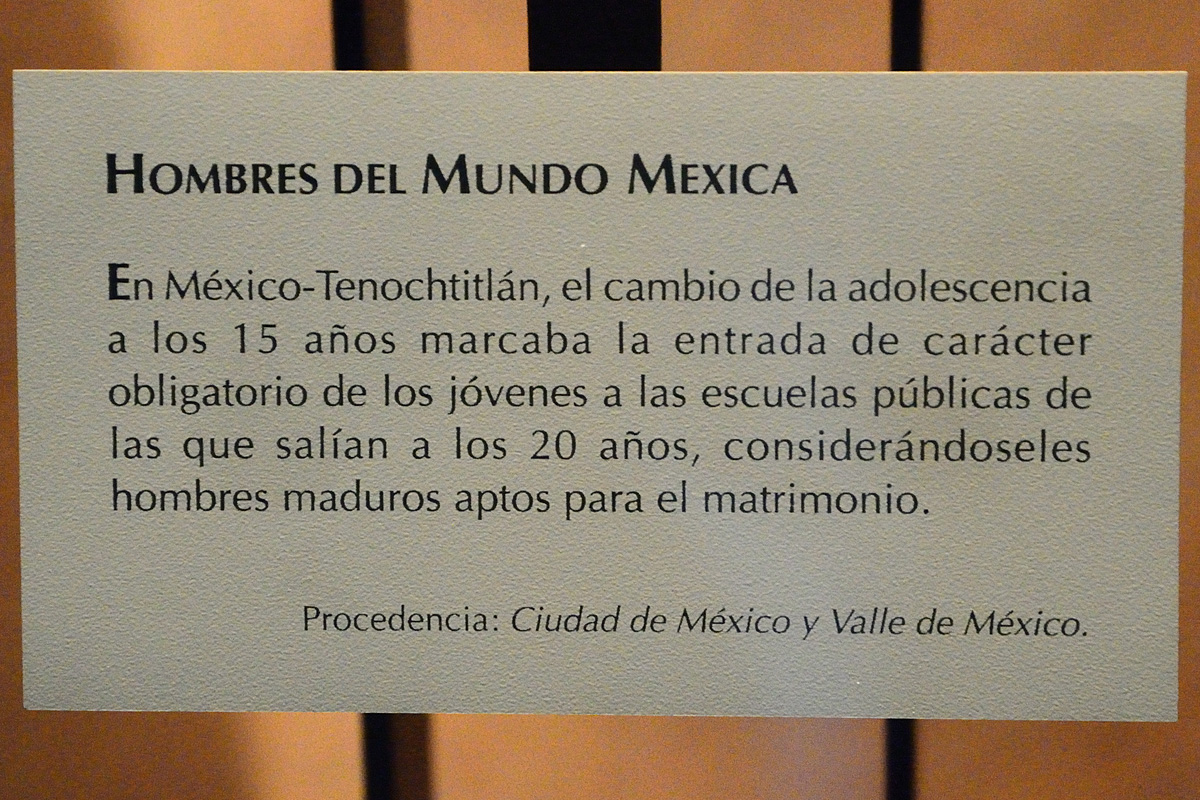 HOMBRES DEL MUNDO MEXICA
En México-Tenochtitlán, el cambio de la adolescencia
a los 15 años marcaba la entrada de carácter
obligatorio de los jóvenes a las escuelas públicas de
las que salían a los 20 años, considerándoseles
hombres maduros aptos para el matrimonio.
Procedencia: Ciudad de México y Valle de México.